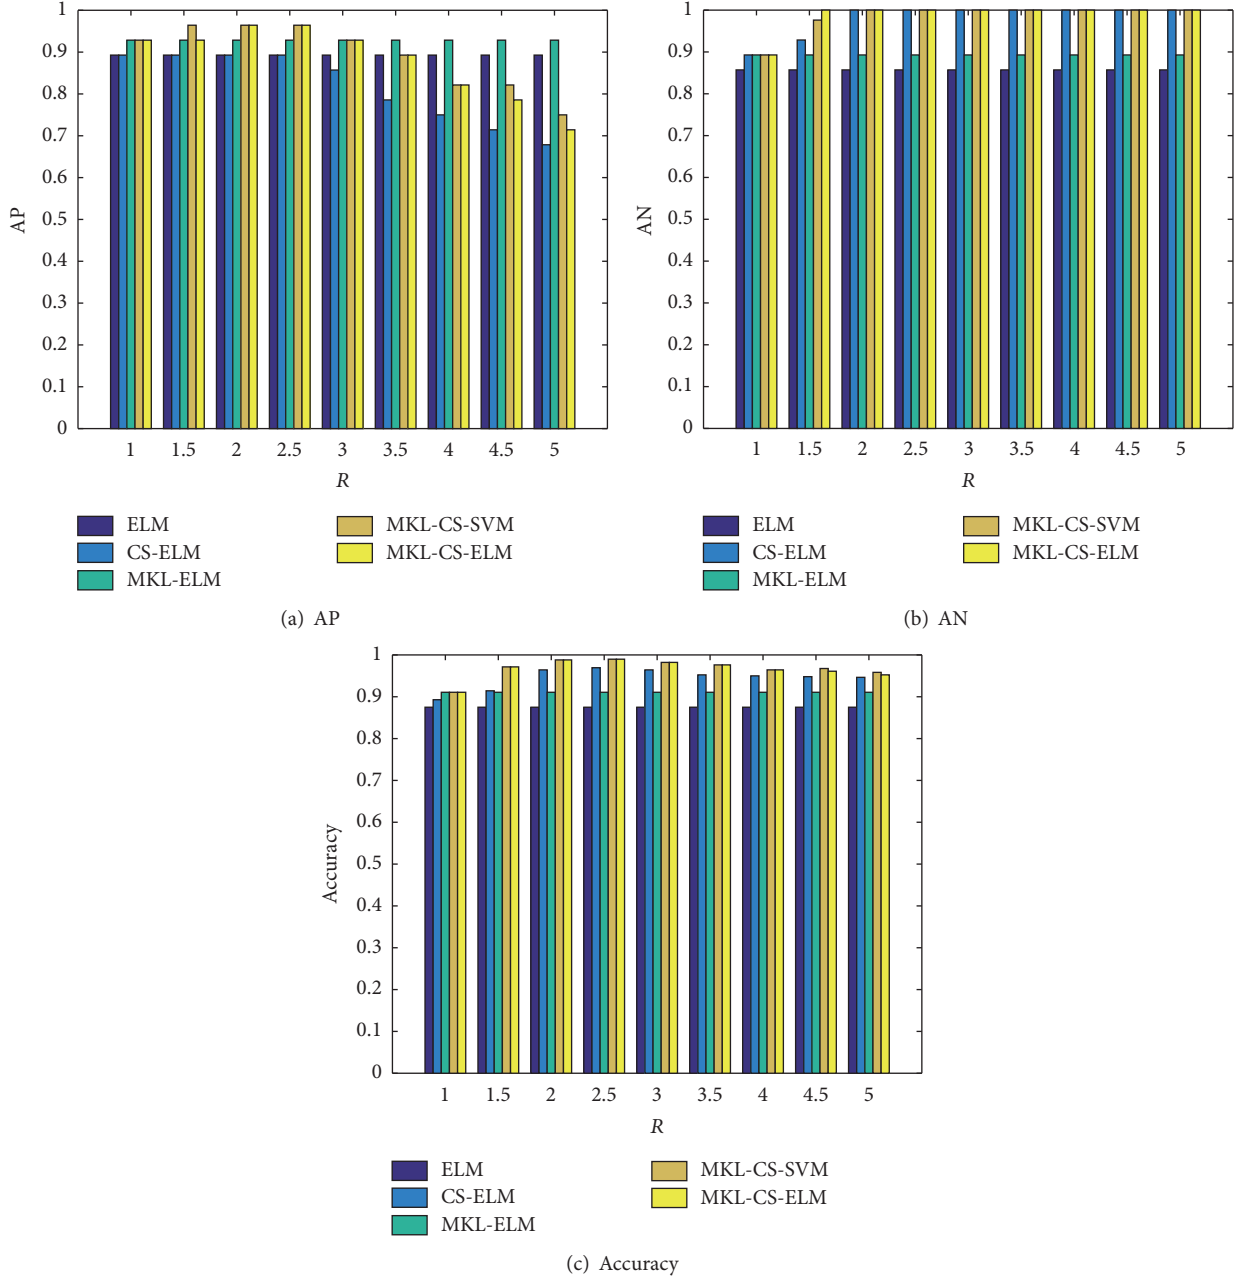 1
0.9
0.8
0.7
0.6
0.5
0.4
0.3
0.2
0.1
0
AP
1 1.5 2 2.5 3 3.5 4 4.5 5
R
ELM
CS-ELM
MKL-ELM
MKL-CS-SVM
MKL-CS-ELM
(a) AP
1
0.9
0.8
0.7
0.6
0.5
0.4
0.3
0.2
0.1
0
AN
1 1.5 2 2.5 3 3.5 4 4.5 5
R
ELM
CS-ELM
MKL-ELM
MKL-CS-SVM
MKL-CS-ELM
(b) AN
1
0.9
0.8
0.7
0.6
0.5
0.4
0.3
0.2
0.1
0
Accuracy
1 1.5 2 2.5 3 3.5 4 4.5 5
R
ELM
CS-ELM
MKL-ELM
MKL-CS-SVM
MKL-CS-ELM
(c) Accuracy